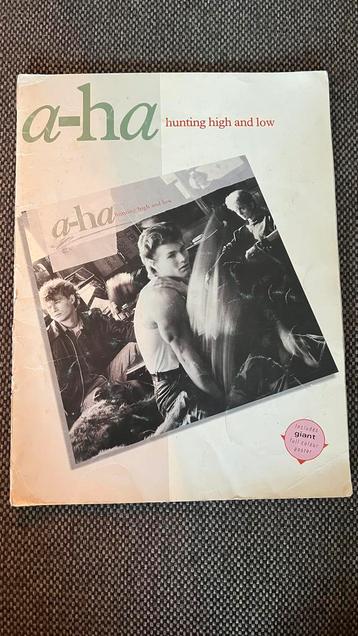 a-ha hunting high and low
a-ha hunting high and low
includes
giant
full colour
poster